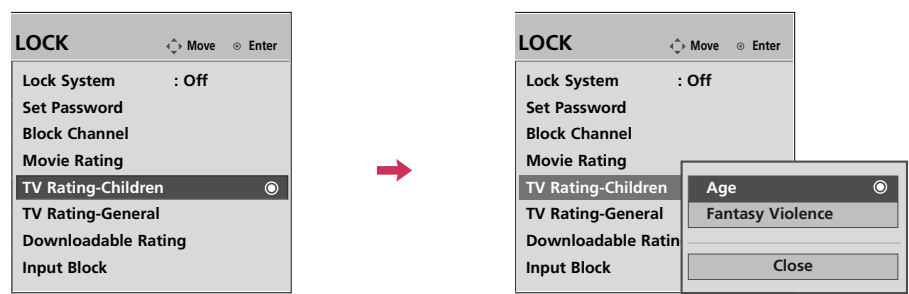 LOCK Move Enter
Lock System : Off
Set Password
Block Channel
Movie Rating
TV Rating-Children
TV Rating-General
Downloadable Rating
Input Block
LOCK Move Enter
Lock System : Off
Set Password
Block Channel
Movie Rating
TV Rating-Children
TV Rating-General
Downloadable Ratin
Input Block
Age
Fantasy Violence
Close